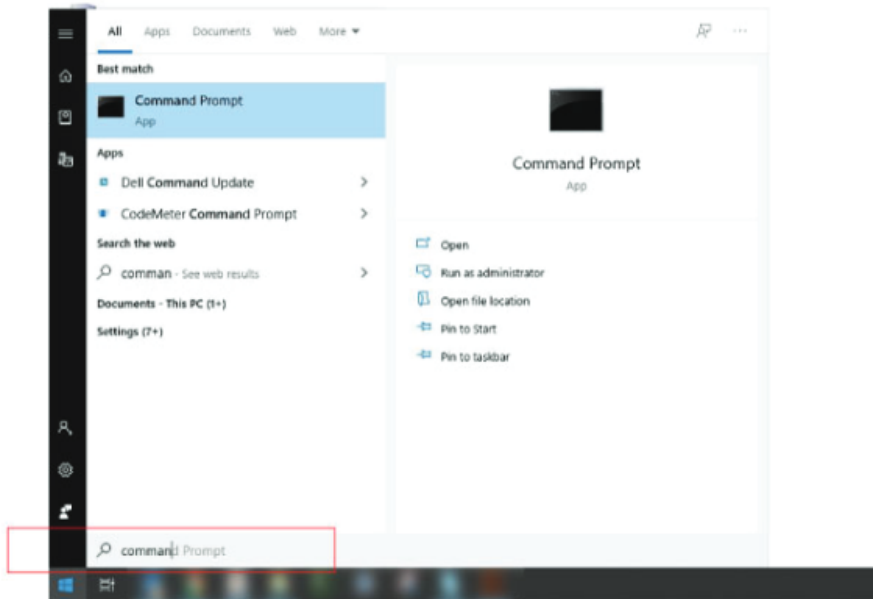 All Apps Documents Web More
Best match
Command Prompt
App
Apps
Dell Command Update
CodeMeter Command Prompt
Search the web
comman - See web results
Documents - This PC (1+)
Settings (7+)
Command Prompt
App
Open
Run as administrator
Open file location
Pin to Start
Pin to taskbar
command Prompt